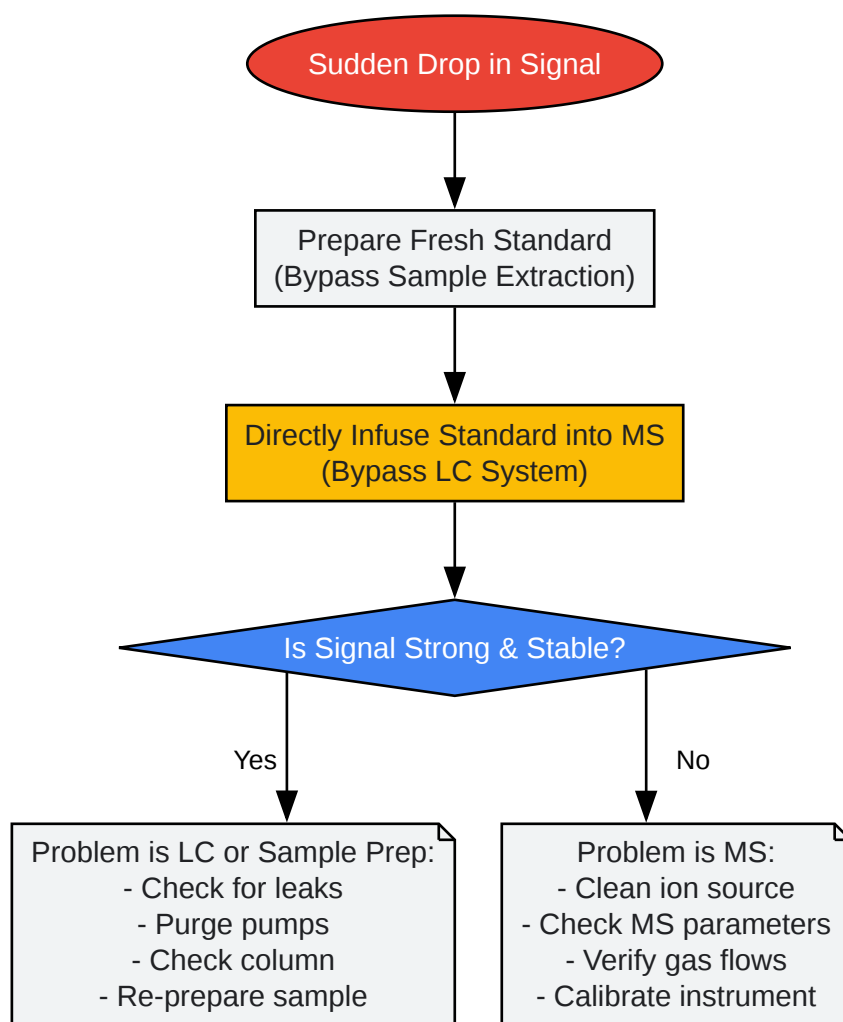 Sudden Drop in Signal
Prepare Fresh Standard
(Bypass Sample Extraction)
Directly Infuse Standard into MS
(Bypass LC System)
Is Signal Strong & Stable?
Yes
No
Problem is LC or Sample Prep:
- Check for leaks
- Purge pumps
- Check column
- Re-prepare sample
Problem is MS:
- Clean ion source
- Check MS parameters
- Verify gas flows
- Calibrate instrument